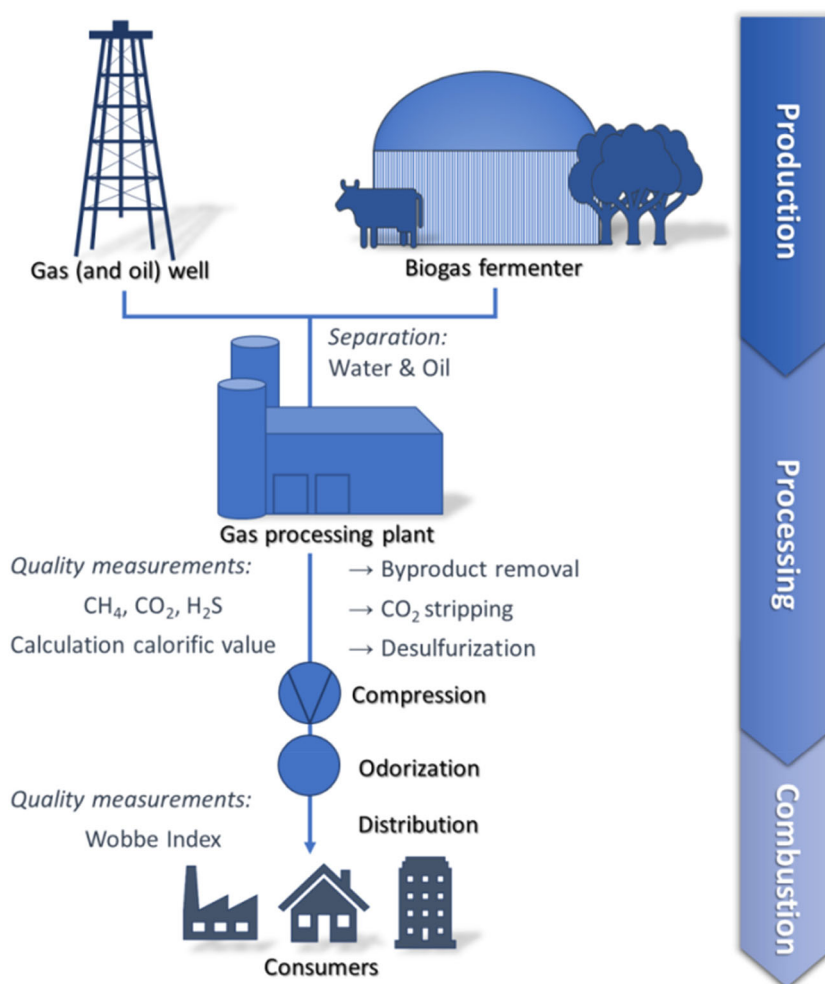 Gas (and oil) well
Biogas fermenter
Production
Separation:
Water & Oil
Gas processing plant
Processing
Quality measurements:
CH₄, CO₂, H₂S
Calculation calorific value
→ Byproduct removal
→ CO₂ stripping
→ Desulfurization
Compression
Odorization
Quality measurements:
Wobbe Index
Distribution
Combustion
Consumers